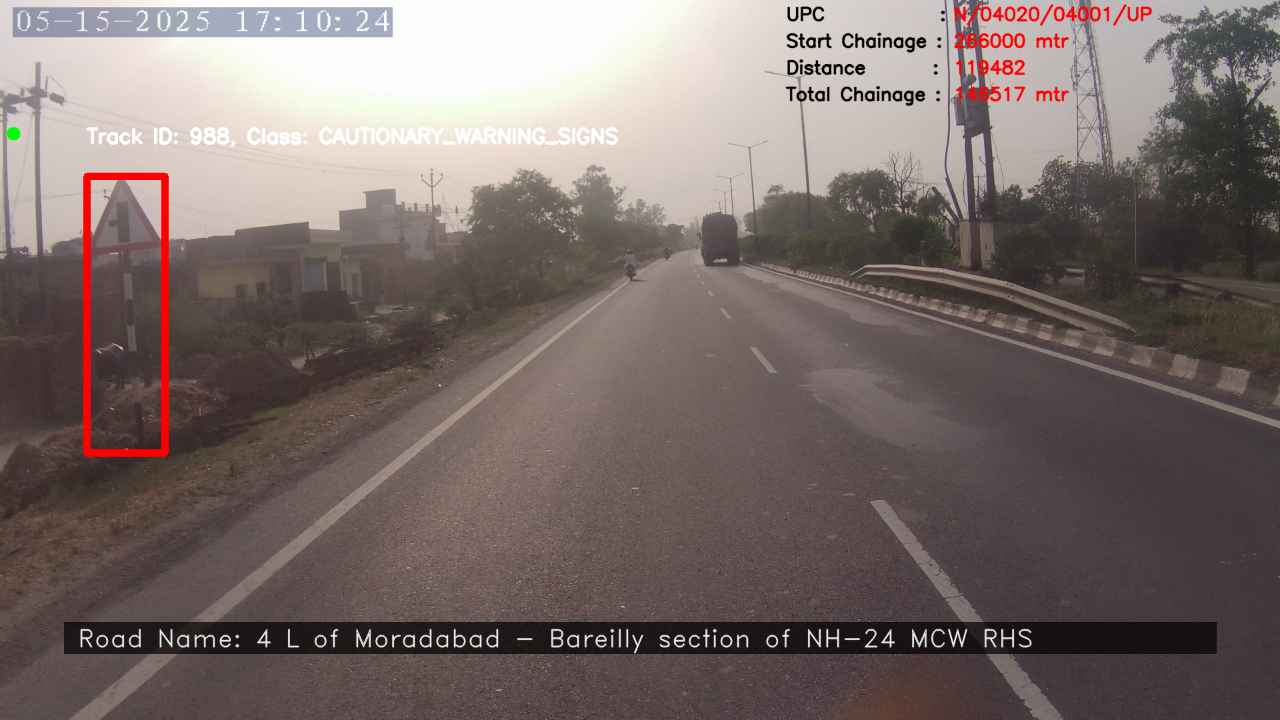 05-15-2025 17:10:24
UPC : N/04020/04001/UP
Start Chainage : 266000 mtr
Distance : 119482
Total Chainage : 146517 mtr
Track ID: 988, Class: CAUTIONARY_WARNING_SIGNS
Road Name: 4 L of Moradabad - Bareilly section of NH-24 MCW RHS